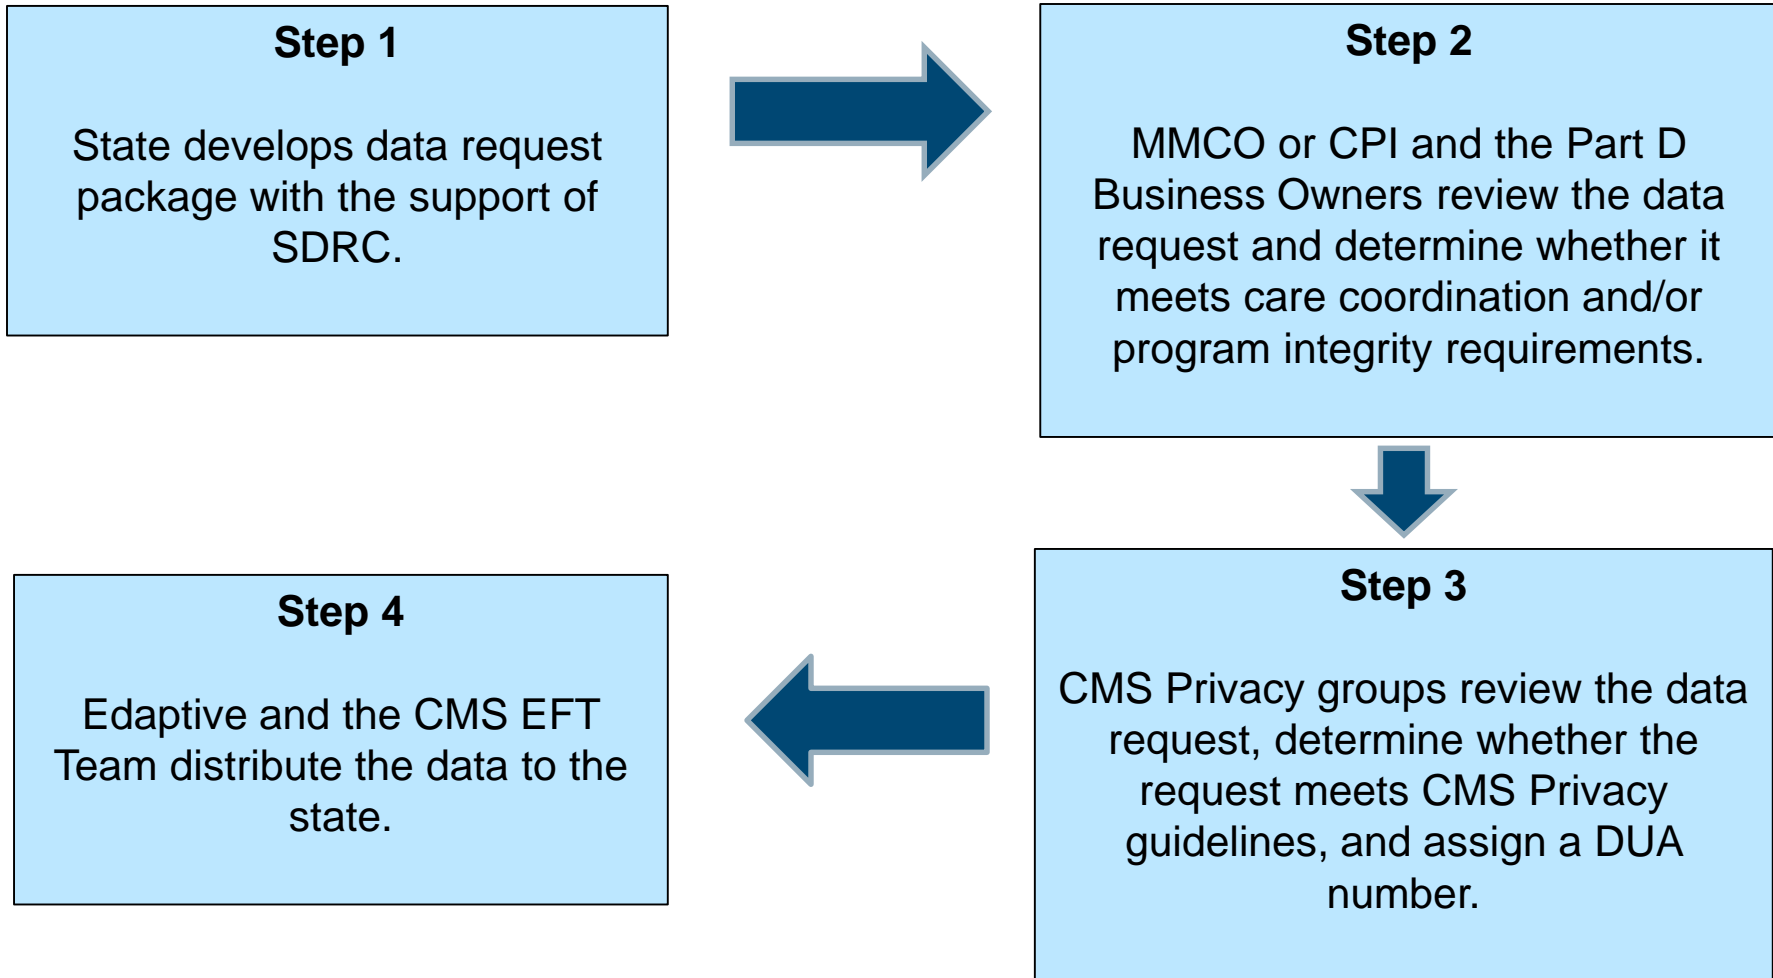 Step 1
State develops data request
package with the support of
SDRC.
Step 2
MMCO or CPI and the Part D
Business Owners review the data
request and determine whether it
meets care coordination and/or
program integrity requirements.
Step 3
CMS Privacy groups review the data
request, determine whether the
request meets CMS Privacy
guidelines, and assign a DUA
number.
Step 4
Edaptive and the CMS EFT
Team distribute the data to the
state.